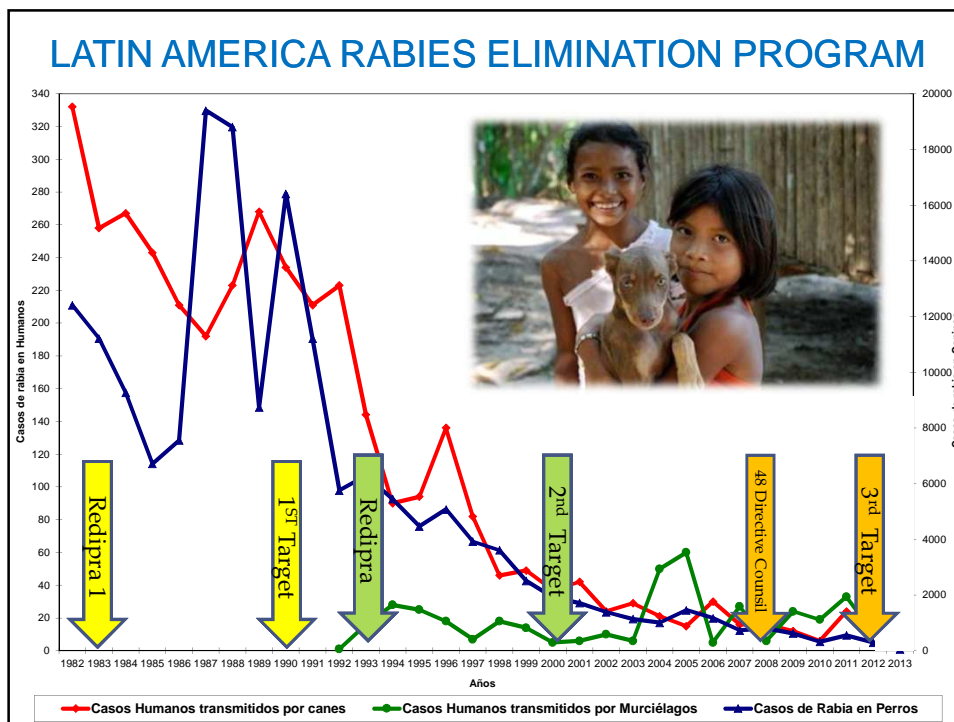 LATIN AMERICA RABIES ELIMINATION PROGRAM
340
320
300
280
260
240
220
200
180
160
140
120
100
80
60
40
20
0
Casos de rabia en Humanos
20000
18000
16000
14000
12000
10000
8000
6000
4000
2000
0
Redipra 1
1ST Target
Redipra
2nd Target
48 Directive Counsil
3rd Target
1982 1983 1984 1985 1986 1987 1988 1989 1990 1991 1992 1993 1994 1995 1996 1997 1998 1999 2000 2001 2002 2003 2004 2005 2006 2007 2008 2009 2010 2011 2012 2013
Años
Casos Humanos transmitidos por canes Casos Humanos transmitidos por Murciélagos Casos de Rabia en Perros